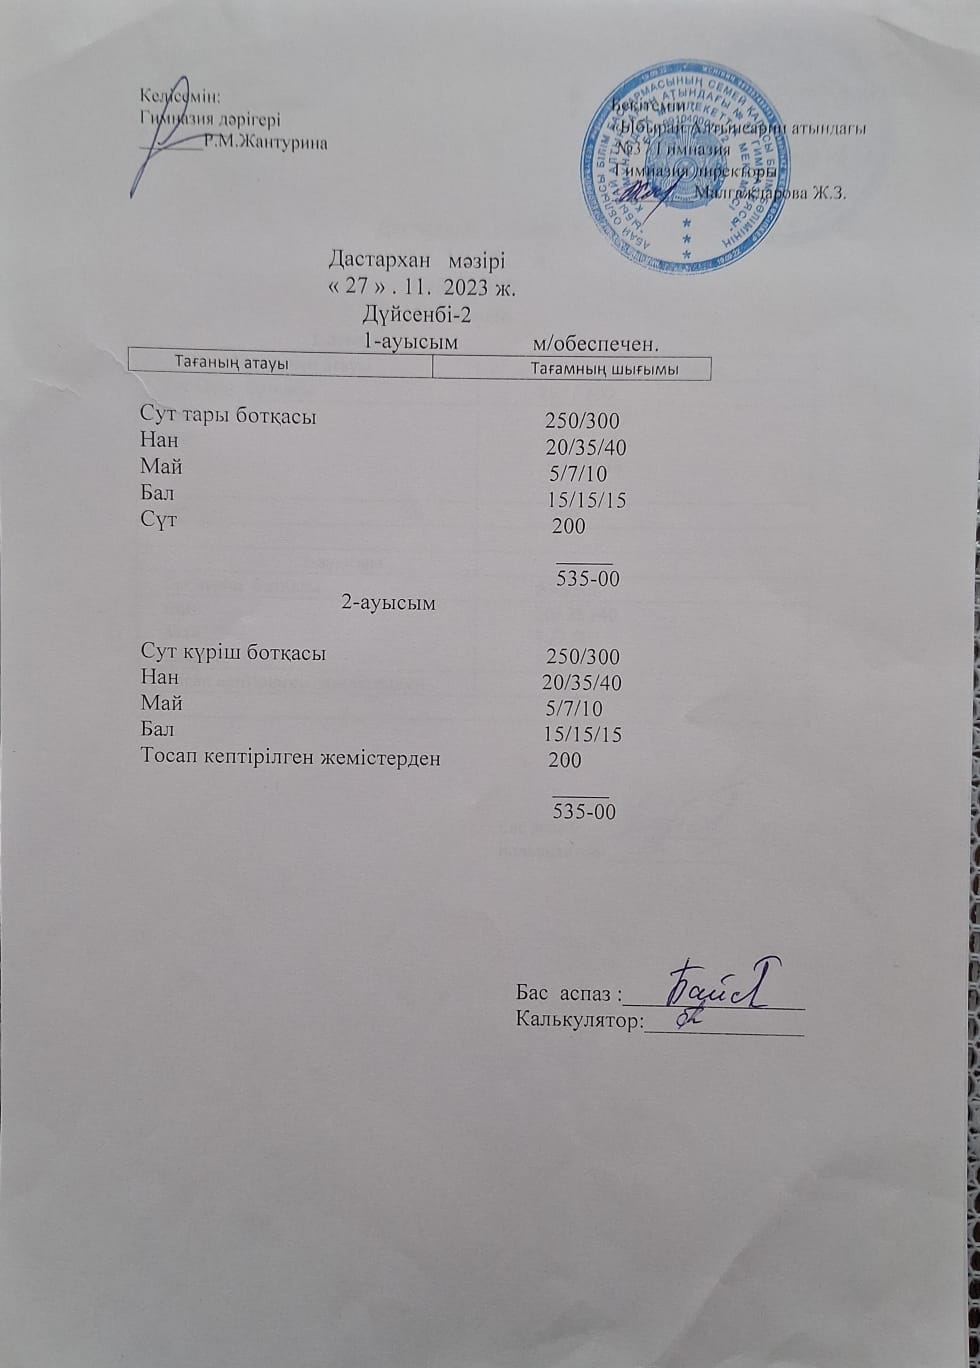 Келісемін:
Гимназия дәрігері
______Р.М.Жантурина
Бекітемін
Ыбырай Алтынсарин атындағы
№37 Гимназия
Гимназия директоры
Ж.З.
Дастархан мәзірі
« 27 » . 11. 2023 ж.
Дүйсенбі-2
1-ауысым м/обеспечен.
Тағаның атауы Тағамның шығымы
Сут тары ботқасы 250/300
Нан 20/35/40
Май 5/7/10
Бал 15/15/15
Сүт 200
535-00
2-ауысым
Сут күріш ботқасы 250/300
Нан 20/35/40
Май 5/7/10
Бал 15/15/15
Тосап кептірілген жемістерден 200
535-00
Бас аспаз :
Калькулятор: